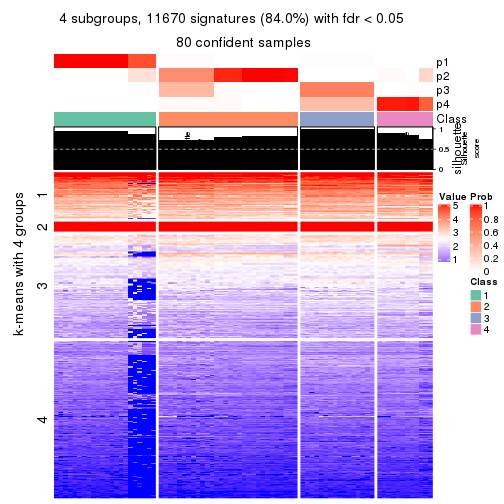 4 subgroups, 11670 signatures (84.0%) with fdr < 0.05
80 confident samples
p1
p2
p3
p4
Class
1
0.5
0
silhouette
Silhouette
score
k-means with 4 groups
1
2
3
4
Value
5
4
3
2
1
Prob
1
0.8
0.6
0.4
0.2
0
Class
1
2
3
4